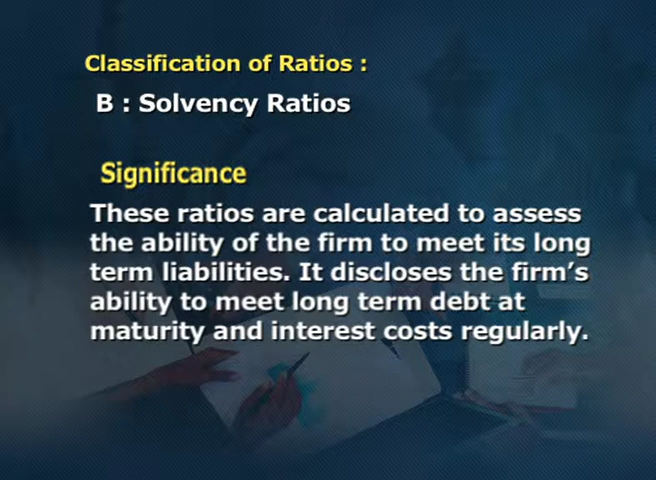 Classification of Ratios :
B : Solvency Ratios
Significance
These ratios are calculated to assess
the ability of the firm to meet its long
term liabilities. It discloses the firm's
ability to meet long term debt at
maturity and interest costs regularly.